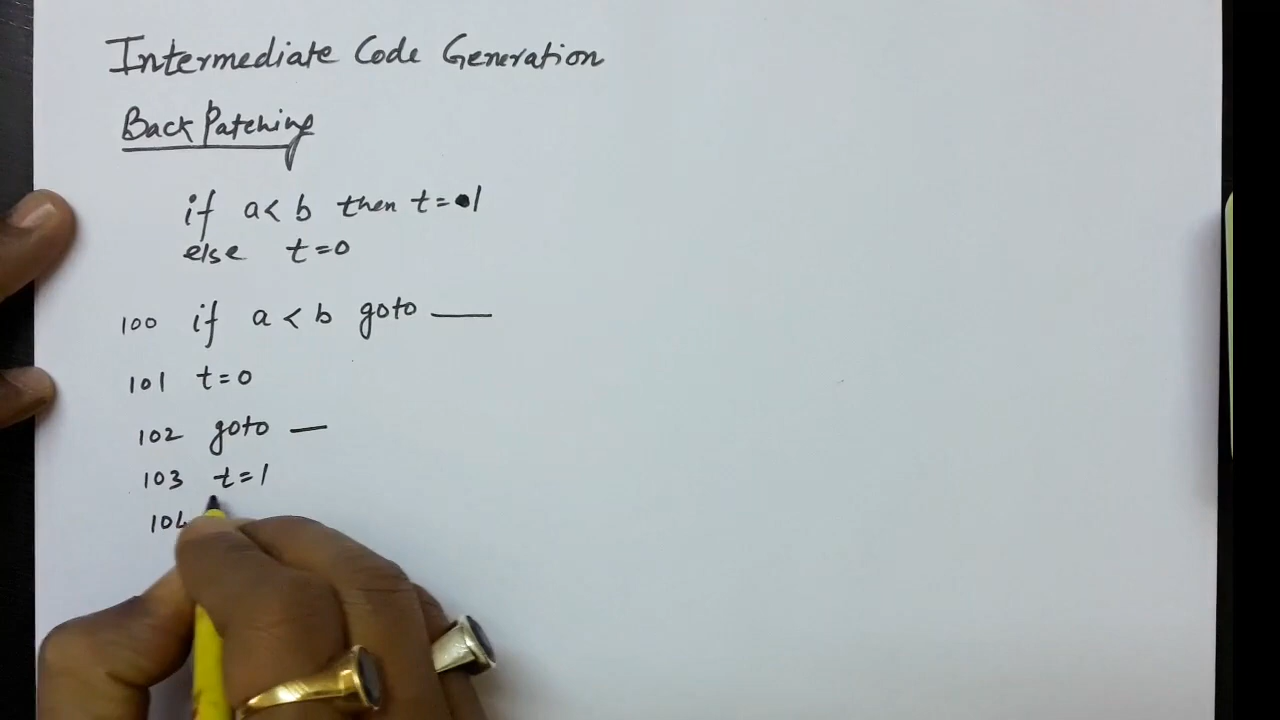 Intermediate Code Generation
Back Patching
if a < b then t = 1
else t = 0
100 if a < b goto ___
101 t = 0
102 goto __
103 t = 1
104